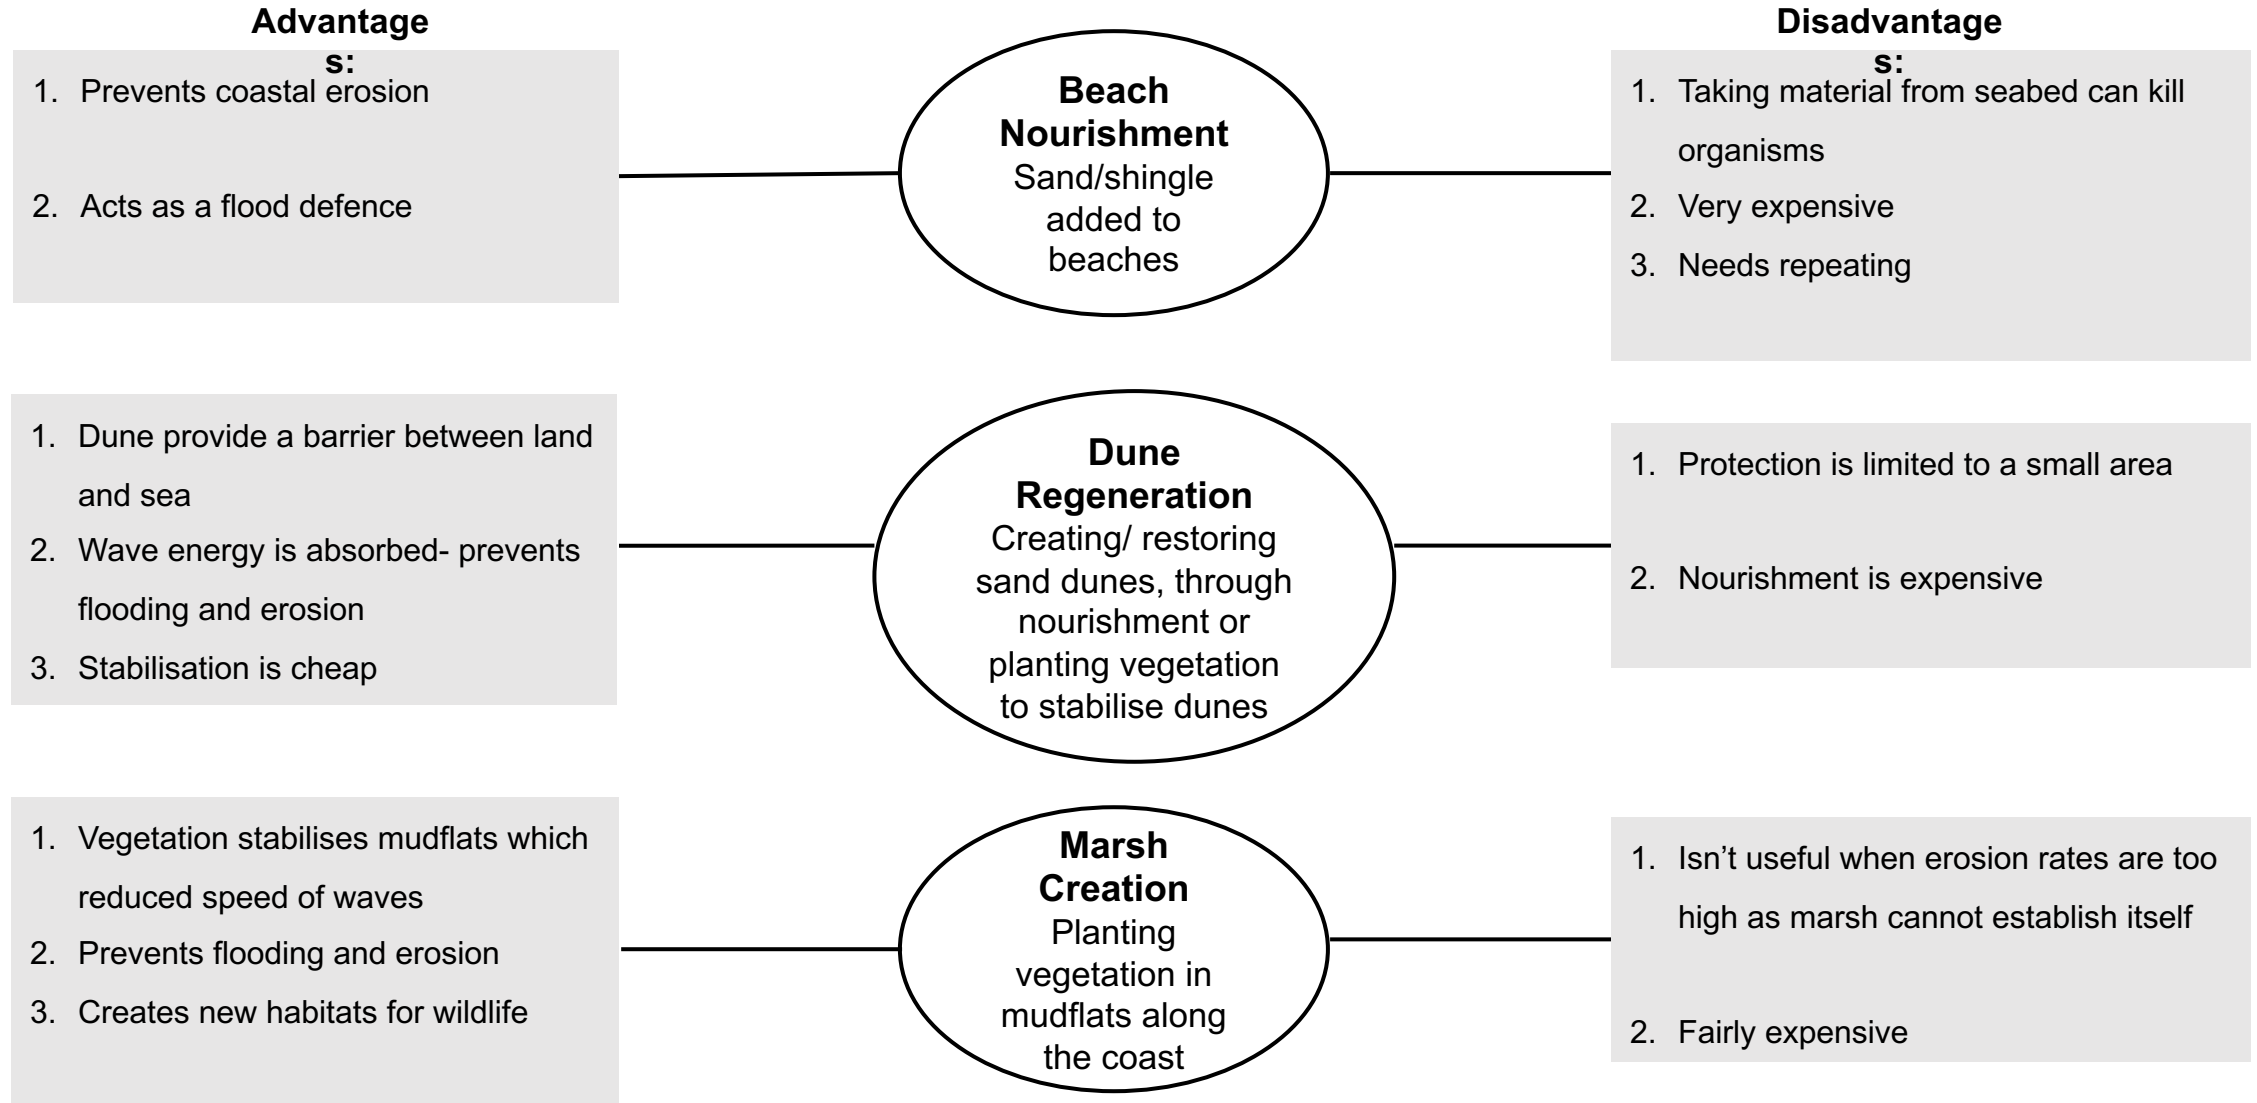 Advantage
s:
1. Prevents coastal erosion
2. Acts as a flood defence
Beach
Nourishment
Sand/shingle
added to
beaches
Disadvantage
s:
1. Taking material from seabed can kill
organisms
2. Very expensive
3. Needs repeating
1. Dune provide a barrier between land
and sea
2. Wave energy is absorbed- prevents
flooding and erosion
3. Stabilisation is cheap
Dune
Regeneration
Creating/ restoring
sand dunes, through
nourishment or
planting vegetation
to stabilise dunes
1. Protection is limited to a small area
2. Nourishment is expensive
1. Vegetation stabilises mudflats which
reduced speed of waves
2. Prevents flooding and erosion
3. Creates new habitats for wildlife
Marsh
Creation
Planting
vegetation in
mudflats along
the coast
1. Isn’t useful when erosion rates are too
high as marsh cannot establish itself
2. Fairly expensive